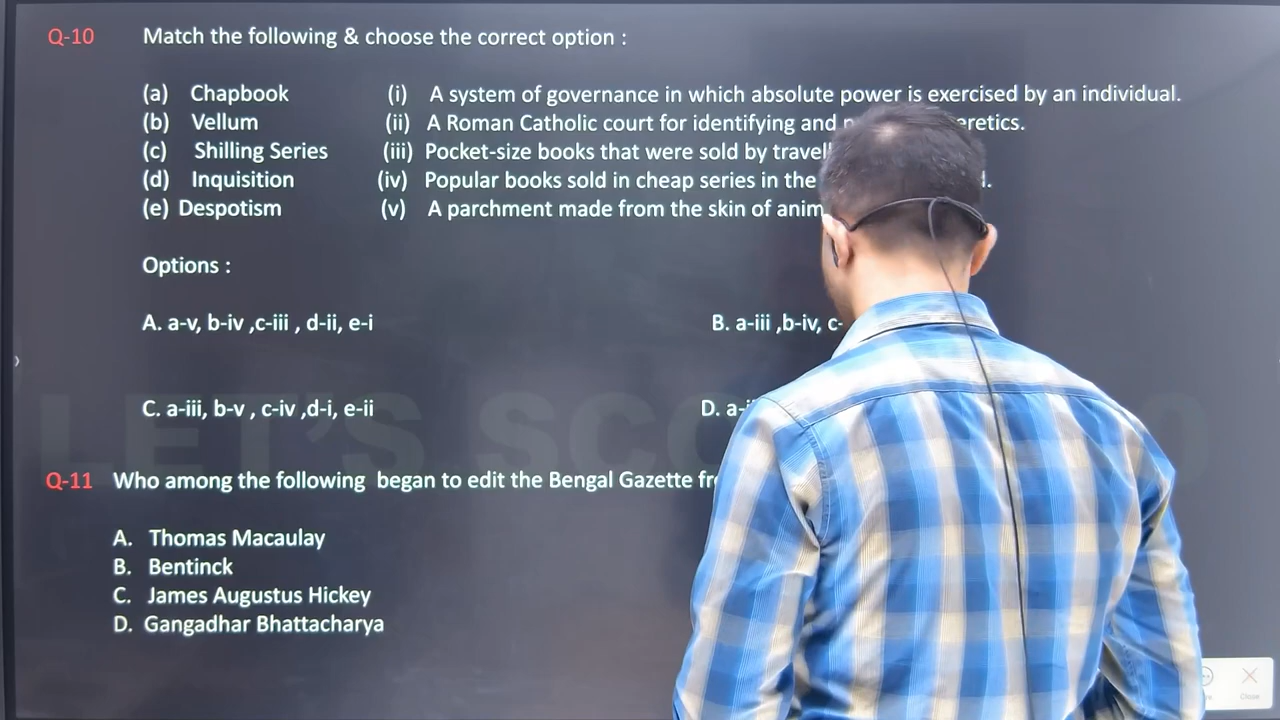 Q-10 Match the following & choose the correct option :
(a) Chapbook (i) A system of governance in which absolute power is exercised by an individual.
(b) Vellum (ii) A Roman Catholic court for identifying and
(c) Shilling Series (iii) Pocket-size books that were sold by
(d) Inquisition (iv) Popular books sold in cheap series in the
(e) Despotism (v) A parchment made from the skin of
Options :
A. a-v, b-iv ,c-iii , d-ii, e-i B. a-iii ,b-iv, c-
C. a-iii, b-v , c-iv ,d-i, e-ii D.
LET'S
Q-11 Who among the following began to edit the Bengal Gazette
A. Thomas Macaulay
B. Bentinck
C. James Augustus Hickey
D. Gangadhar Bhattacharya
Close